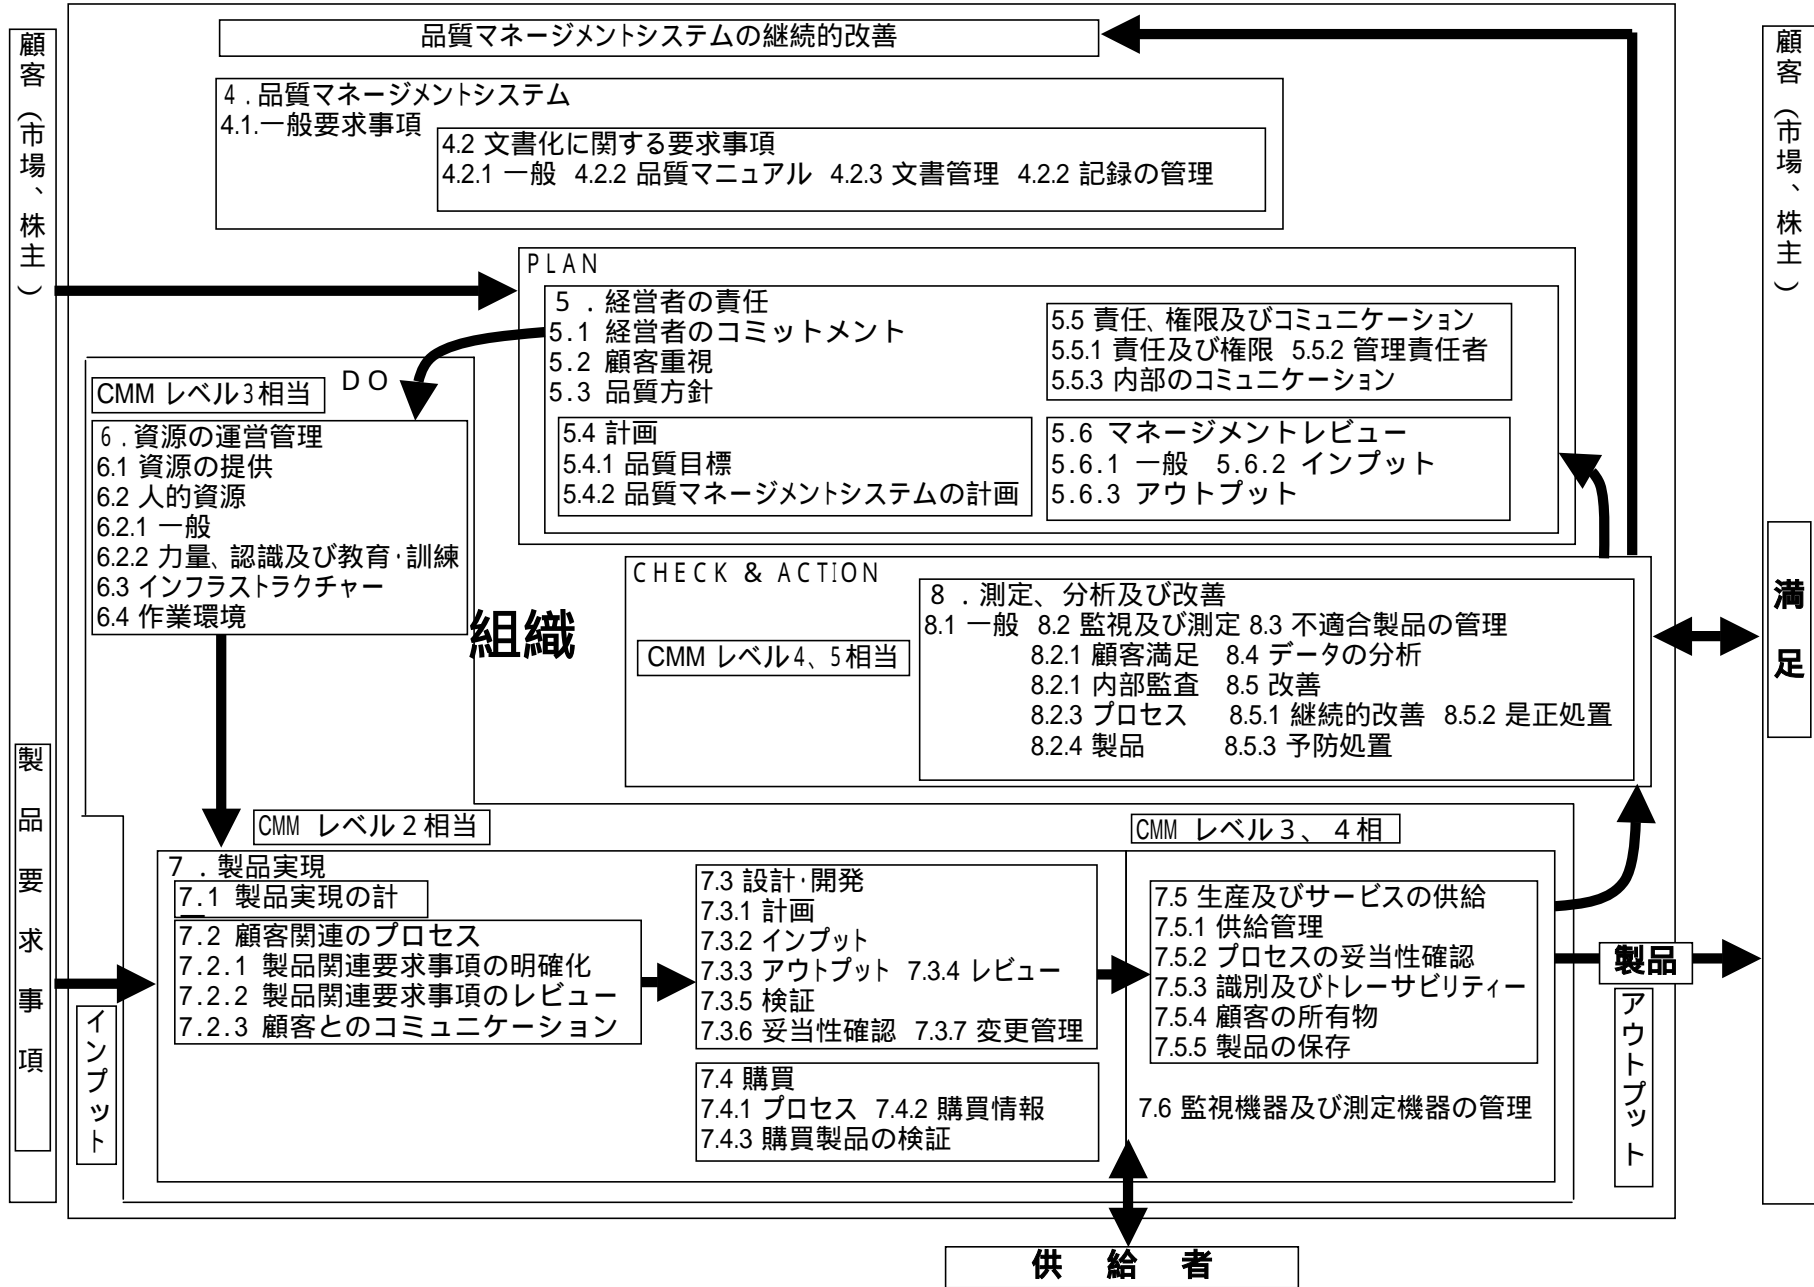 品質マネージメントシステムの継続的改善
顧客（市場、株主）
製品要求事項
4．品質マネージメントシステム
4.1.一般要求事項
4.2 文書化に関する要求事項
4.2.1 一般 4.2.2 品質マニュアル 4.2.3 文書管理 4.2.2 記録の管理
PLAN
5．経営者の責任
5.1 経営者のコミットメント
5.2 顧客重視
5.3 品質方針
5.4 計画
5.4.1 品質目標
5.4.2 品質マネージメントシステムの計画
5.5 責任、権限及びコミュニケーション
5.5.1 責任及び権限 5.5.2 管理責任者
5.5.3 内部のコミュニケーション
5.6 マネージメントレビュー
5.6.1 一般 5.6.2 インプット
5.6.3 アウトプット
CMM レベル3相当
DO
6．資源の運営管理
6.1 資源の提供
6.2 人的資源
6.2.1 一般
6.2.2 力量、認識及び教育・訓練
6.3 インフラストラクチャー
6.4 作業環境
組織
CHECK & ACTION
CMM レベル4、5相当
8．測定、分析及び改善
8.1 一般 8.2 監視及び測定 8.3 不適合製品の管理
8.2.1 顧客満足 8.4 データの分析
8.2.1 内部監査 8.5 改善
8.2.3 プロセス 8.5.1 継続的改善 8.5.2 是正処置
8.2.4 製品 8.5.3 予防処置
CMM レベル2相当
CMM レベル3、4相
7．製品実現
7.1 製品実現の計
7.2 顧客関連のプロセス
7.2.1 製品関連要求事項の明確化
7.2.2 製品関連要求事項のレビュー
7.2.3 顧客とのコミュニケーション
7.3 設計・開発
7.3.1 計画
7.3.2 インプット
7.3.3 アウトプット 7.3.4 レビュー
7.3.5 検証
7.3.6 妥当性確認 7.3.7 変更管理
7.4 購買
7.4.1 プロセス 7.4.2 購買情報
7.4.3 購買製品の検証
7.5 生産及びサービスの供給
7.5.1 供給管理
7.5.2 プロセスの妥当性確認
7.5.3 識別及びトレーサビリティー
7.5.4 顧客の所有物
7.5.5 製品の保存
7.6 監視機器及び測定機器の管理
インプット
製品
アウトプット
顧客（市場、株主）
満足
供給者